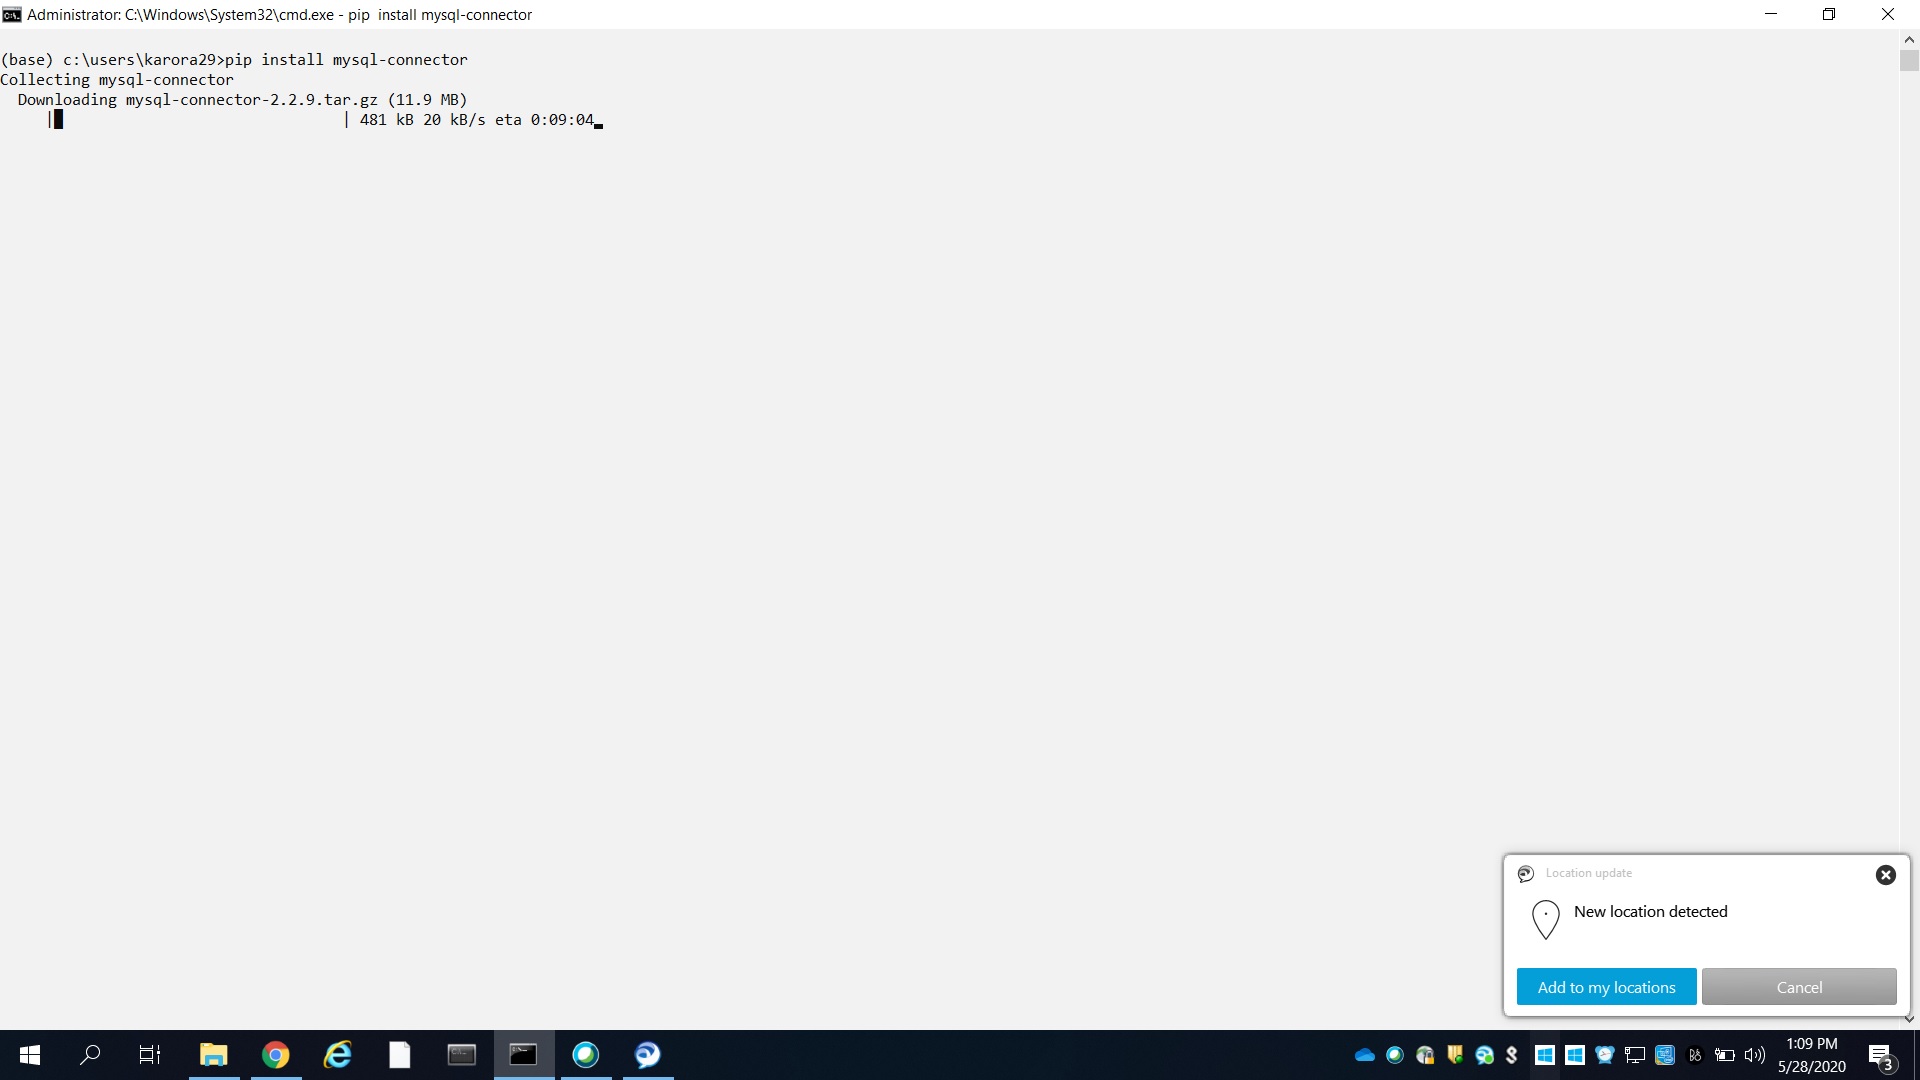 Administrator: C:\Windows\System32\cmd.exe - pip  install mysql-connector
(base) c:\users\karora29>pip install mysql-connector
Collecting mysql-connector
  Downloading mysql-connector-2.2.9.tar.gz (11.9 MB)
     |█                               | 481 kB 20 kB/s eta 0:09:04
Location update
New location detected
Add to my locations
Cancel
1:09 PM
5/28/2020
3